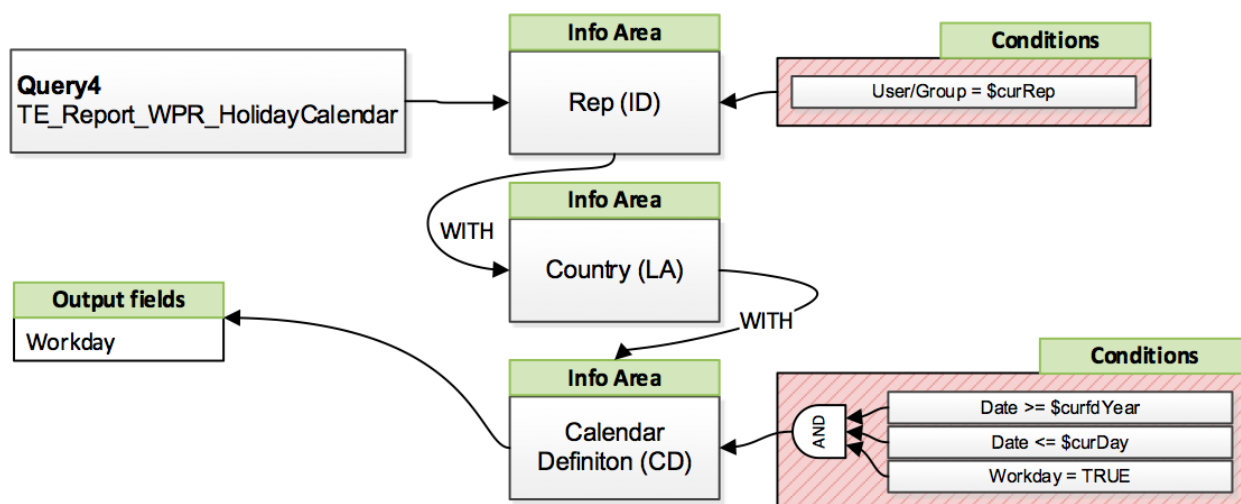 Query4
TE_Report_WPR_HolidayCalendar
Info Area
Rep (ID)
Conditions
User/Group = $curRep
WITH
Info Area
Country (LA)
WITH
Output fields
Workday
Info Area
Calendar
Definiton (CD)
Conditions
AND
Date >= $curfdYear
Date <= $curDay
Workday = TRUE